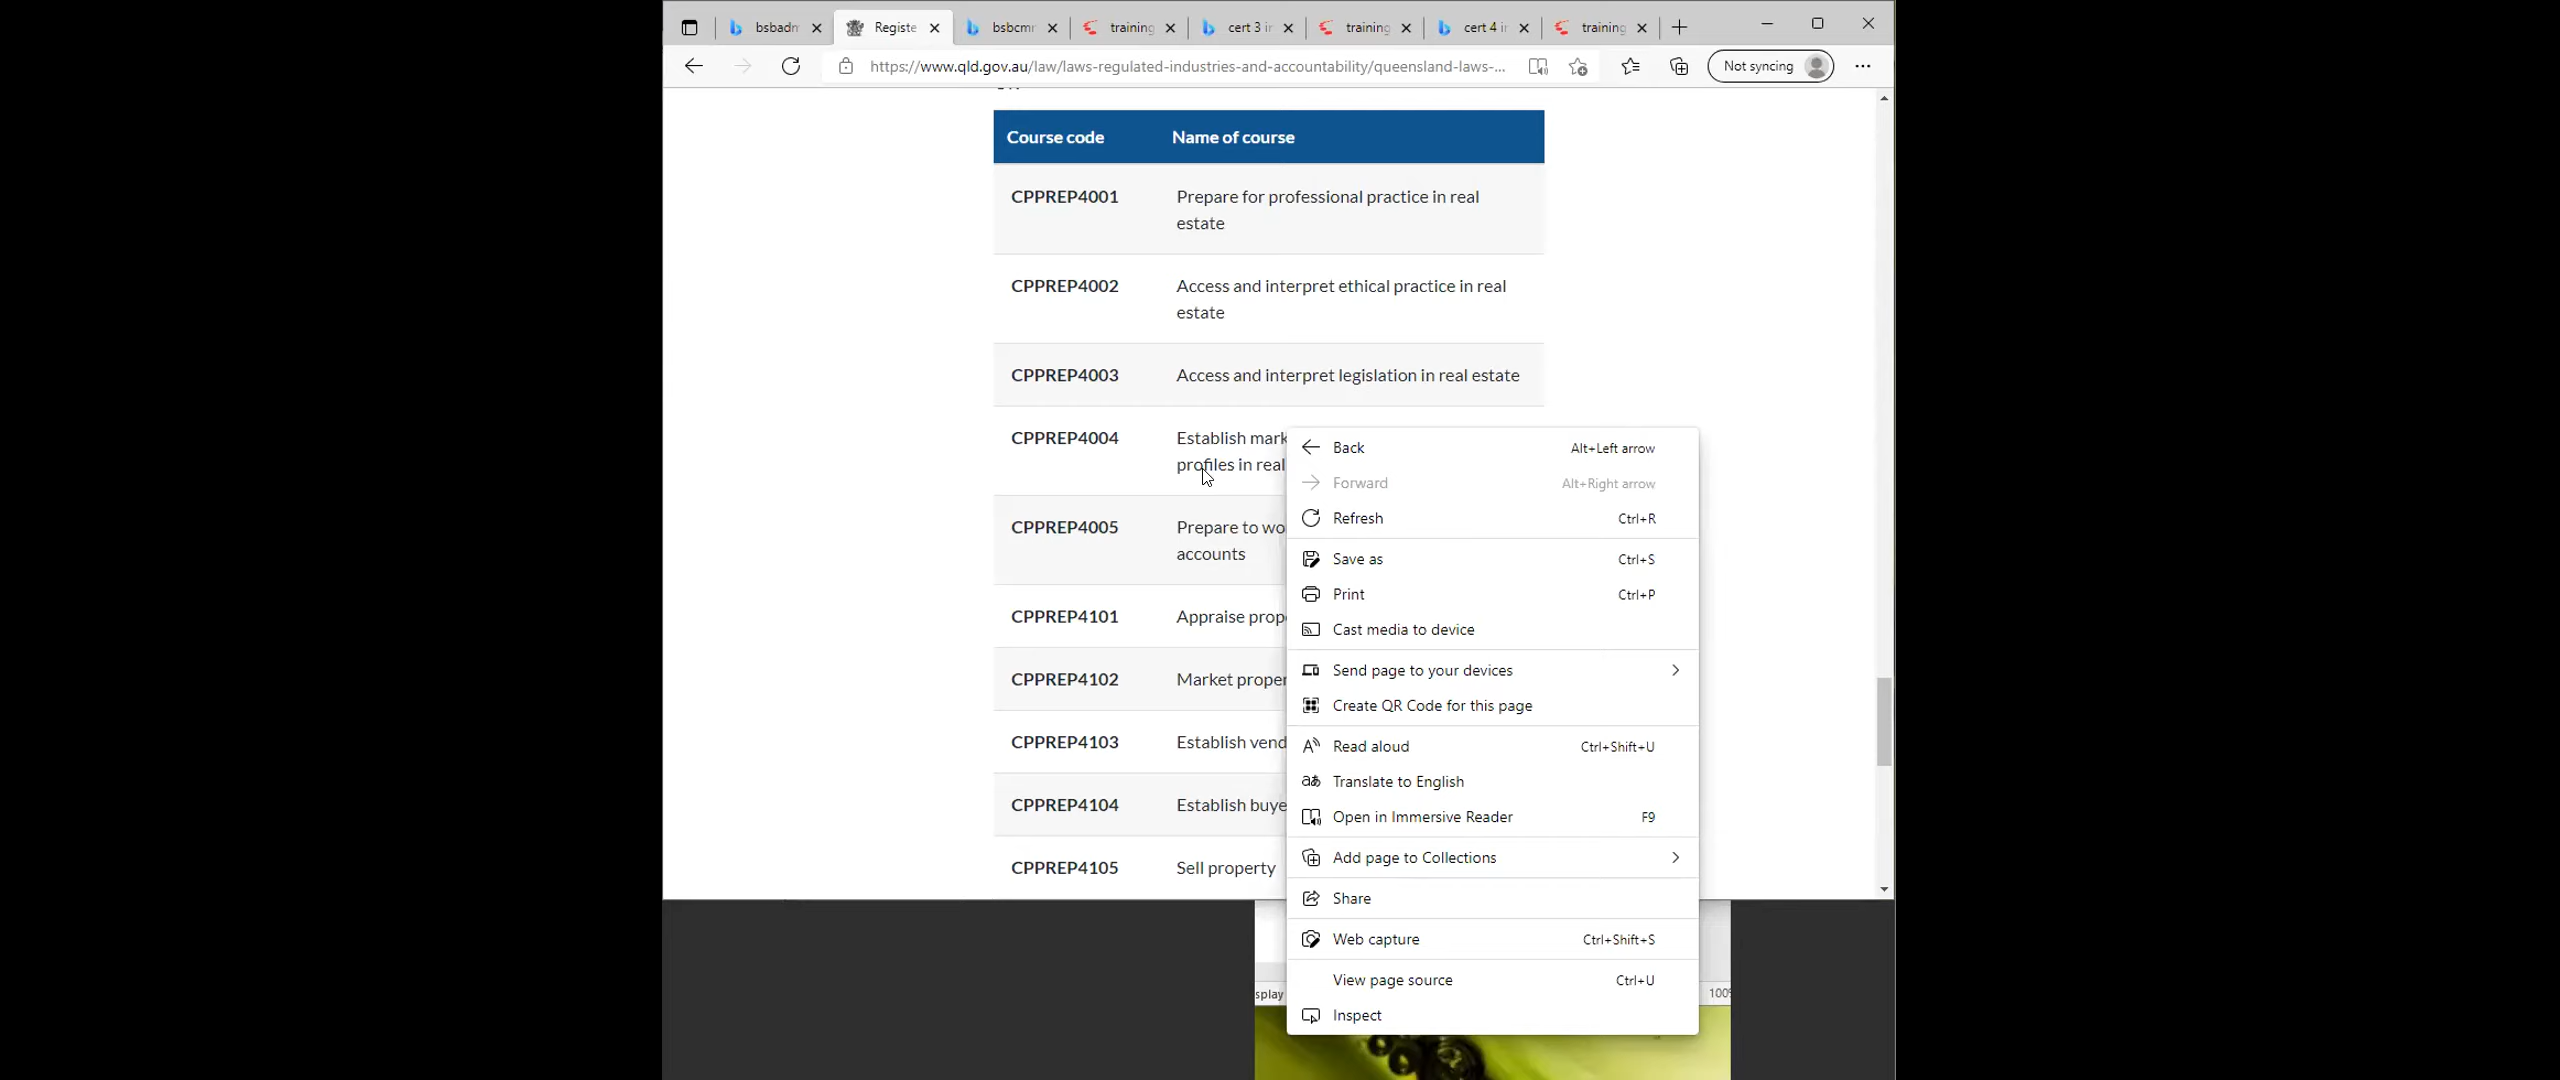 bsbadm
Registe
bsbcmm
training
cert 3 in
training
cert 4 in
training
https://www.qld.gov.au/law/laws-regulated-industries-and-accountability/queensland-laws-...
Not syncing
Course code Name of course
CPPREP4001 Prepare for professional practice in real
estate
CPPREP4002 Access and interpret ethical practice in real
estate
CPPREP4003 Access and interpret legislation in real estate
CPPREP4004 Establish mark
profiles in real
CPPREP4005 Prepare to wo
accounts
CPPREP4101 Appraise prop
CPPREP4102 Market proper
CPPREP4103 Establish vend
CPPREP4104 Establish buye
CPPREP4105 Sell property
Back Alt+Left arrow
Forward Alt+Right arrow
Refresh Ctrl+R
Save as Ctrl+S
Print Ctrl+P
Cast media to device
Send page to your devices
Create QR Code for this page
Read aloud Ctrl+Shift+U
Translate to English
Open in Immersive Reader F9
Add page to Collections
Share
Web capture Ctrl+Shift+S
View page source Ctrl+U
Inspect
splay
100%